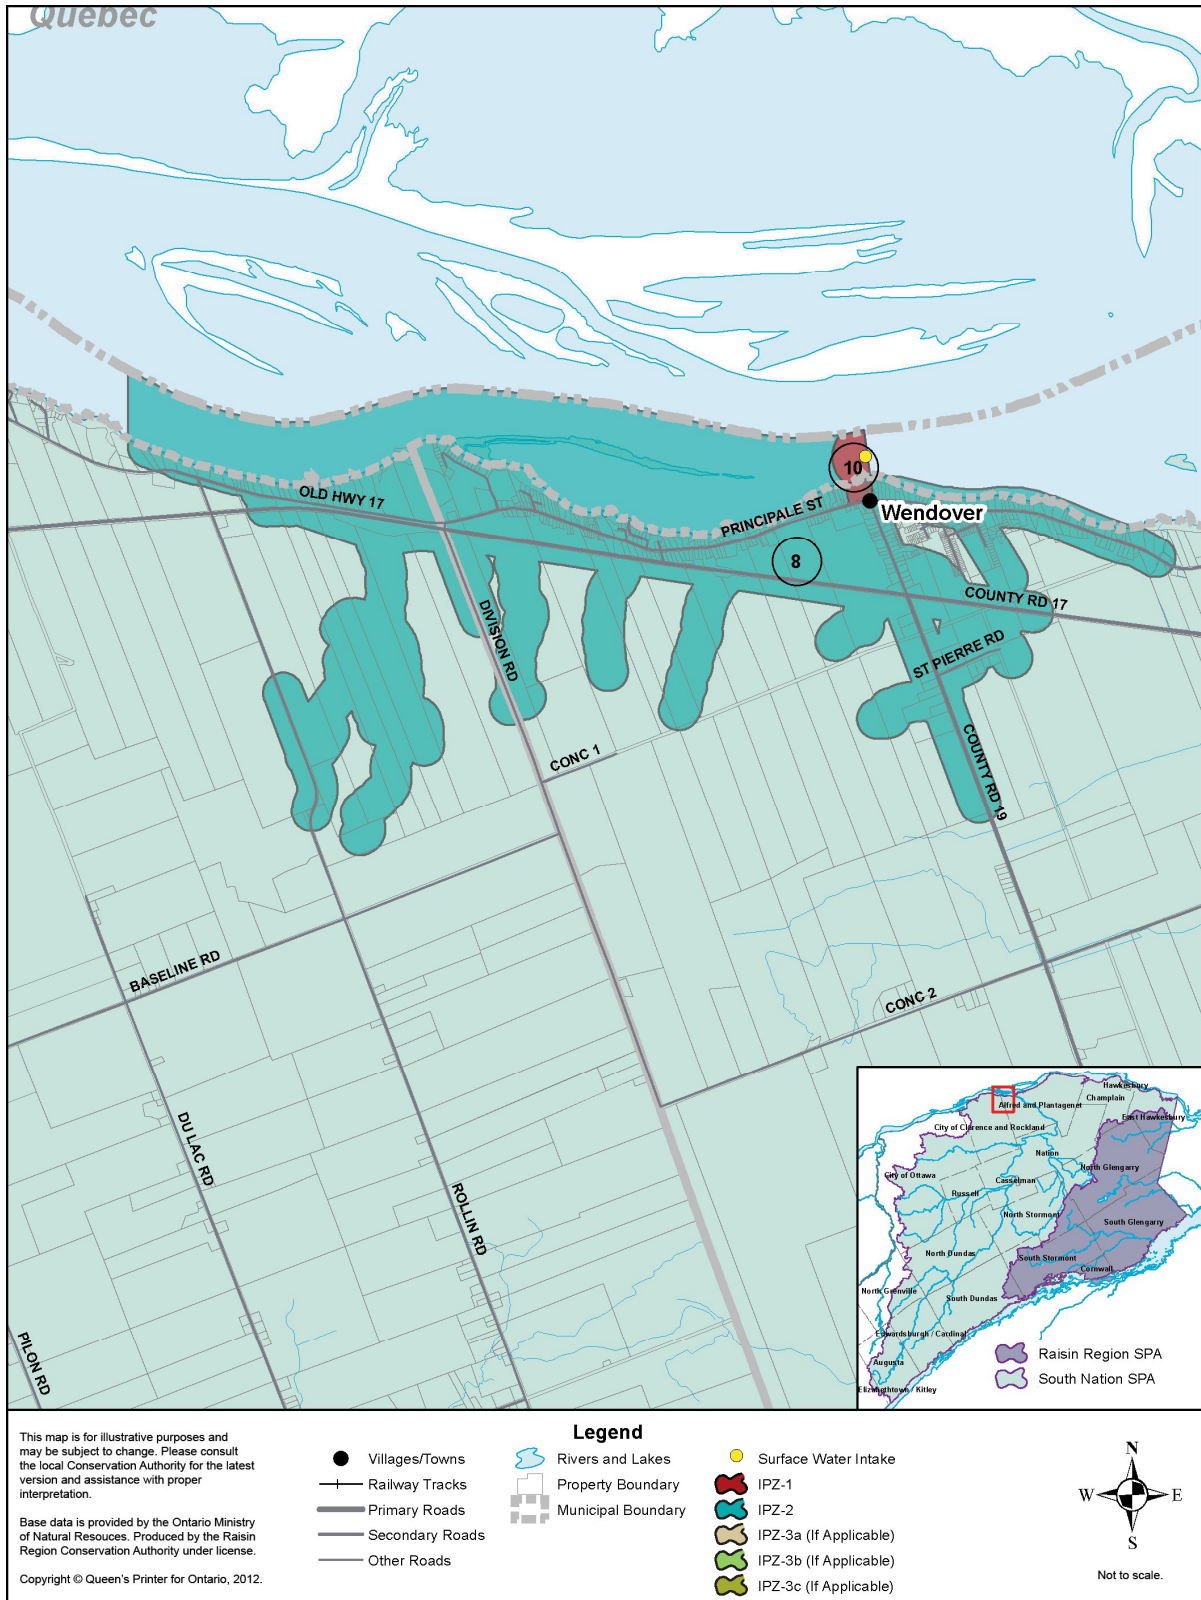 Quebec
OLD HWY 17
PRINCIPALE ST
10
Wendover
8
COUNTY RD 17
DIVISION RD
ST PIERRE RD
CONC 1
COUNTY RD 19
BASELINE RD
CONC 2
DU LAC RD
ROLLIN RD
PILON RD
Hawkesbury
Champlain
Alfred and Plantagenet
East Hawkesbury
City of Clarence and Rockland
Nation
North Glengarry
City of Ottawa
Casselman
Russell
North Stormont
South Glengarry
North Dundas
South Stormont
Cornwall
North Grenville
South Dundas
Edwardsburgh / Cardinal
Augusta
Elizabethtown / Kitley
Raisin Region SPA
South Nation SPA
This map is for illustrative purposes and
may be subject to change. Please consult
the local Conservation Authority for the latest
version and assistance with proper
interpretation.
Base data is provided by the Ontario Ministry
of Natural Resouces. Produced by the Raisin
Region Conservation Authority under license.
Copyright © Queen's Printer for Ontario, 2012.
Legend
Villages/Towns
Railway Tracks
Primary Roads
Secondary Roads
Other Roads
Rivers and Lakes
Property Boundary
Municipal Boundary
Surface Water Intake
IPZ-1
IPZ-2
IPZ-3a (If Applicable)
IPZ-3b (If Applicable)
IPZ-3c (If Applicable)
N
W
E
S
Not to scale.